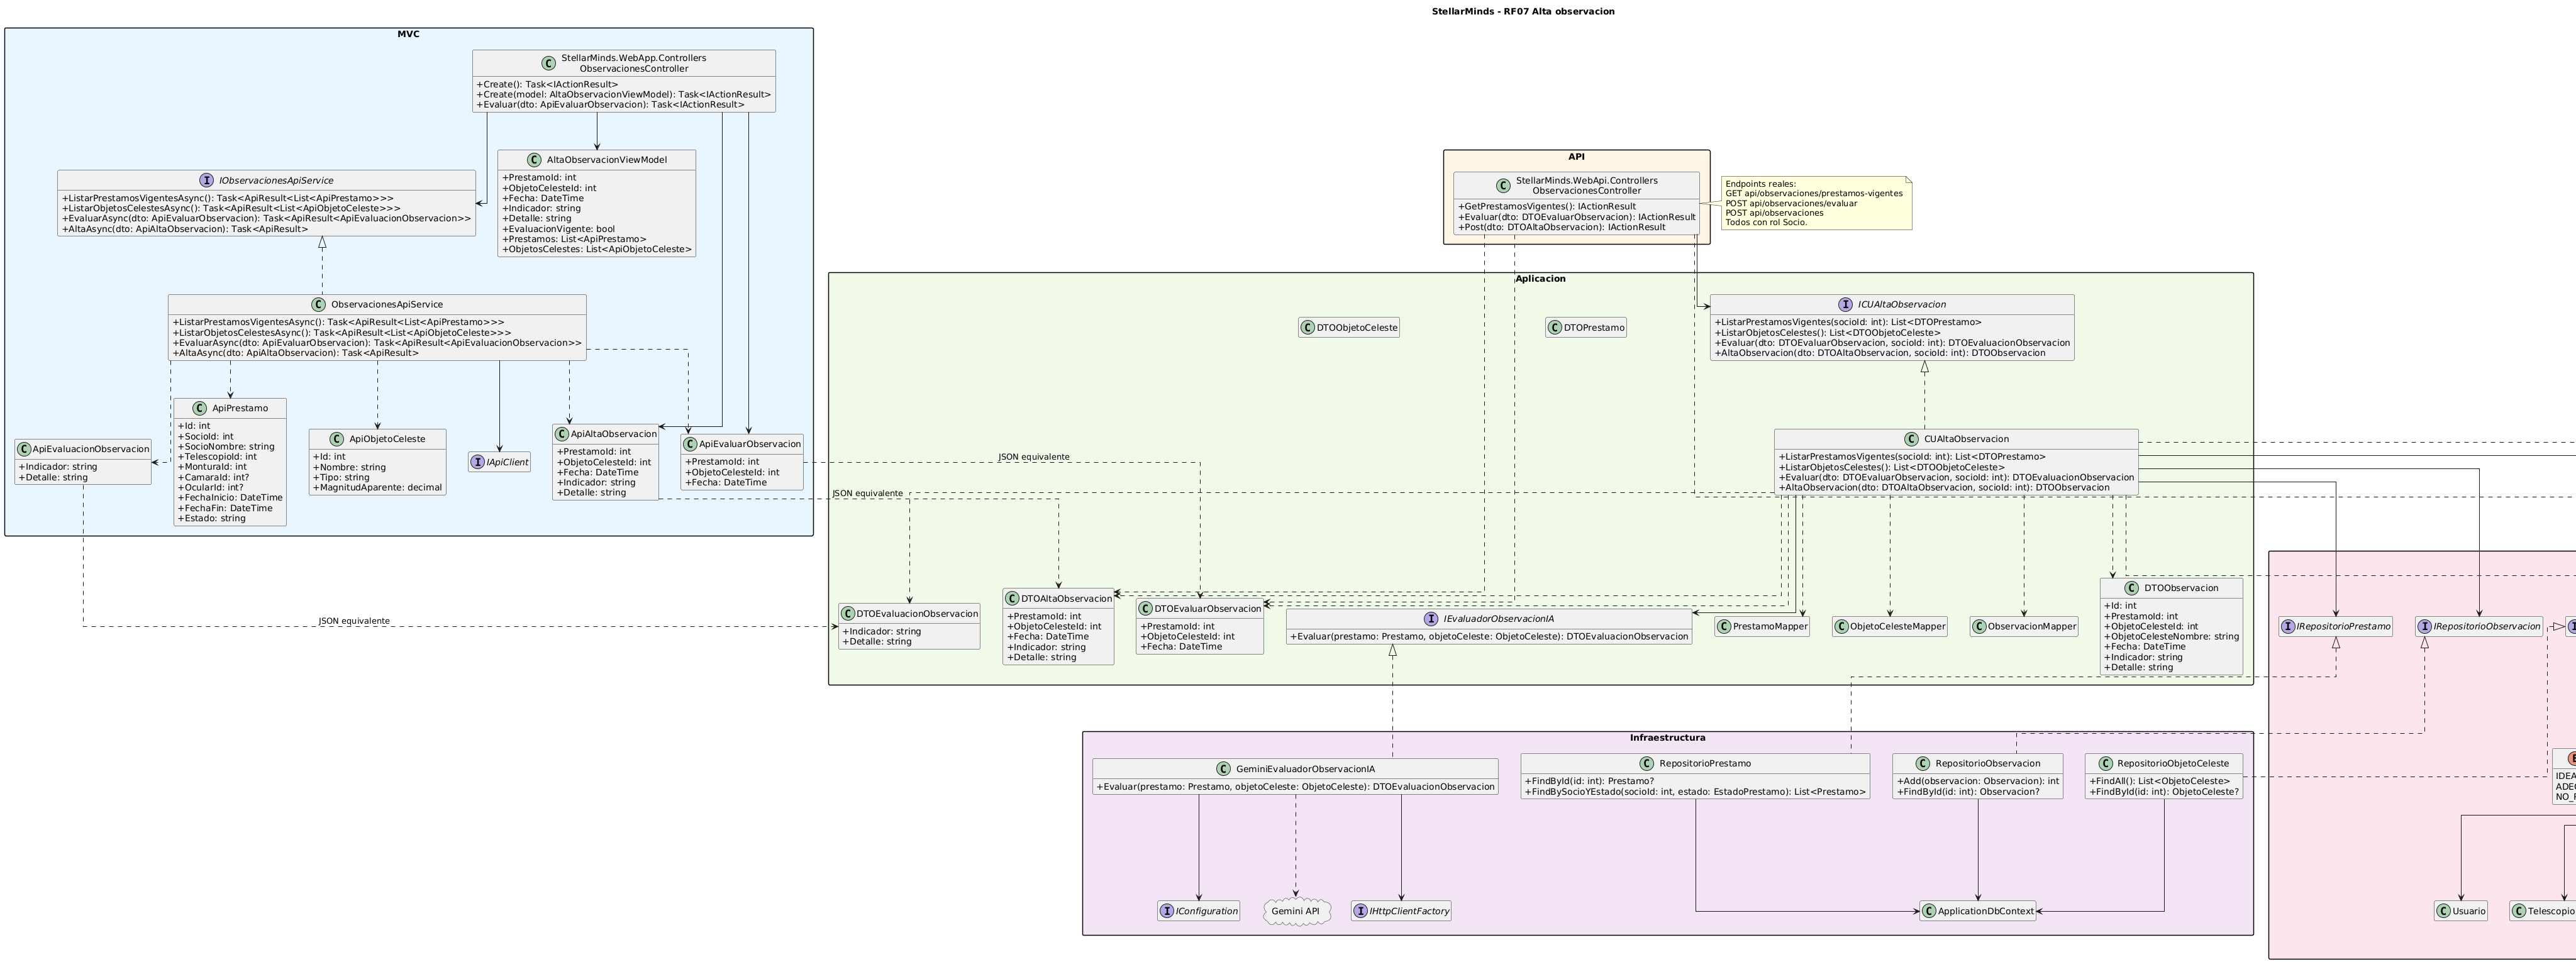 StellarMinds - RF07 Alta observacion
MVC
StellarMinds.WebApp.Controllers
ObservacionesController
+Create(): Task<IActionResult>
+Create(model: AltaObservacionViewModel): Task<IActionResult>
+Evaluar(dto: ApiEvaluarObservacion): Task<IActionResult>
IObservacionesApiService
+ListarPrestamosVigentesAsync(): Task<ApiResult<List<ApiPrestamo>>>
+ListarObjetosCelestesAsync(): Task<ApiResult<List<ApiObjetoCeleste>>>
+EvaluarAsync(dto: ApiEvaluarObservacion): Task<ApiResult<ApiEvaluacionObservacion>>
+AltaAsync(dto: ApiAltaObservacion): Task<ApiResult>
AltaObservacionViewModel
+PrestamoId: int
+ObjetoCelesteId: int
+Fecha: DateTime
+Indicador: string
+Detalle: string
+EvaluacionVigente: bool
+Prestamos: List<ApiPrestamo>
+ObjetosCelestes: List<ApiObjetoCeleste>
ObservacionesApiService
+ListarPrestamosVigentesAsync(): Task<ApiResult<List<ApiPrestamo>>>
+ListarObjetosCelestesAsync(): Task<ApiResult<List<ApiObjetoCeleste>>>
+EvaluarAsync(dto: ApiEvaluarObservacion): Task<ApiResult<ApiEvaluacionObservacion>>
+AltaAsync(dto: ApiAltaObservacion): Task<ApiResult>
ApiEvaluacionObservacion
+Indicador: string
+Detalle: string
ApiPrestamo
+Id: int
+SocioId: int
+SocioNombre: string
+TelescopioId: int
+MonturaId: int
+CamaraId: int?
+OcularId: int?
+FechaInicio: DateTime
+FechaFin: DateTime
+Estado: string
ApiObjetoCeleste
+Id: int
+Nombre: string
+Tipo: string
+MagnitudAparente: decimal
IApiClient
ApiAltaObservacion
+PrestamoId: int
+ObjetoCelesteId: int
+Fecha: DateTime
+Indicador: string
+Detalle: string
ApiEvaluarObservacion
+PrestamoId: int
+ObjetoCelesteId: int
+Fecha: DateTime
JSON equivalente
JSON equivalente
JSON equivalente
API
StellarMinds.WebApi.Controllers
ObservacionesController
+GetPrestamosVigentes(): IActionResult
+Evaluar(dto: DTOEvaluarObservacion): IActionResult
+Post(dto: DTOAltaObservacion): IActionResult
Endpoints reales:
GET api/observaciones/prestamos-vigentes
POST api/observaciones/evaluar
POST api/observaciones
Todos con rol Socio.
Aplicacion
DTOObjetoCeleste
DTOPrestamo
ICUAltaObservacion
+ListarPrestamosVigentes(socioId: int): List<DTOPrestamo>
+ListarObjetosCelestes(): List<DTOObjetoCeleste>
+Evaluar(dto: DTOEvaluarObservacion, socioId: int): DTOEvaluacionObservacion
+AltaObservacion(dto: DTOAltaObservacion, socioId: int): DTOObservacion
CUAltaObservacion
+ListarPrestamosVigentes(socioId: int): List<DTOPrestamo>
+ListarObjetosCelestes(): List<DTOObjetoCeleste>
+Evaluar(dto: DTOEvaluarObservacion, socioId: int): DTOEvaluacionObservacion
+AltaObservacion(dto: DTOAltaObservacion, socioId: int): DTOObservacion
DTOEvaluacionObservacion
+Indicador: string
+Detalle: string
DTOAltaObservacion
+PrestamoId: int
+ObjetoCelesteId: int
+Fecha: DateTime
+Indicador: string
+Detalle: string
DTOEvaluarObservacion
+PrestamoId: int
+ObjetoCelesteId: int
+Fecha: DateTime
IEvaluadorObservacionIA
+Evaluar(prestamo: Prestamo, objetoCeleste: ObjetoCeleste): DTOEvaluacionObservacion
PrestamoMapper
ObjetoCelesteMapper
ObservacionMapper
DTOObservacion
+Id: int
+PrestamoId: int
+ObjetoCelesteId: int
+ObjetoCelesteNombre: string
+Fecha: DateTime
+Indicador: string
+Detalle: string
IRepositorioPrestamo
IRepositorioObservacion
Infraestructura
GeminiEvaluadorObservacionIA
+Evaluar(prestamo: Prestamo, objetoCeleste: ObjetoCeleste): DTOEvaluacionObservacion
RepositorioPrestamo
+FindById(id: int): Prestamo?
+FindBySocioYEstado(socioId: int, estado: EstadoPrestamo): List<Prestamo>
RepositorioObservacion
+Add(observacion: Observacion): int
+FindById(id: int): Observacion?
RepositorioObjetoCeleste
+FindAll(): List<ObjetoCeleste>
+FindById(id: int): ObjetoCeleste?
IConfiguration
Gemini API
IHttpClientFactory
ApplicationDbContext
Usuario
Telescopio